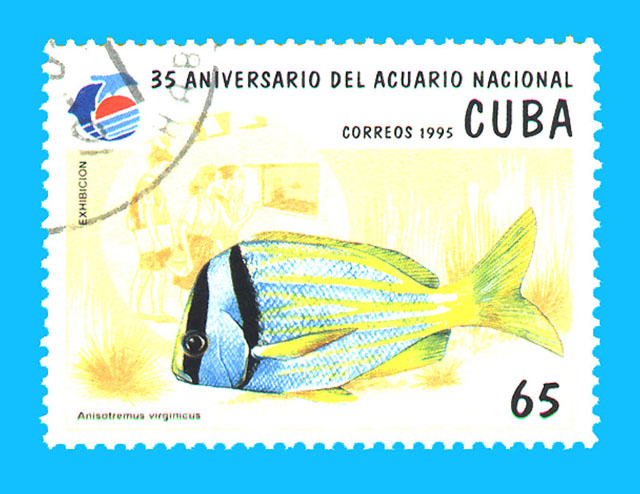 35 ANIVERSARIO DEL ACUARIO NACIONAL
CORREOS 1995 CUBA
EXHIBICION
Anisotremus virginicus
65